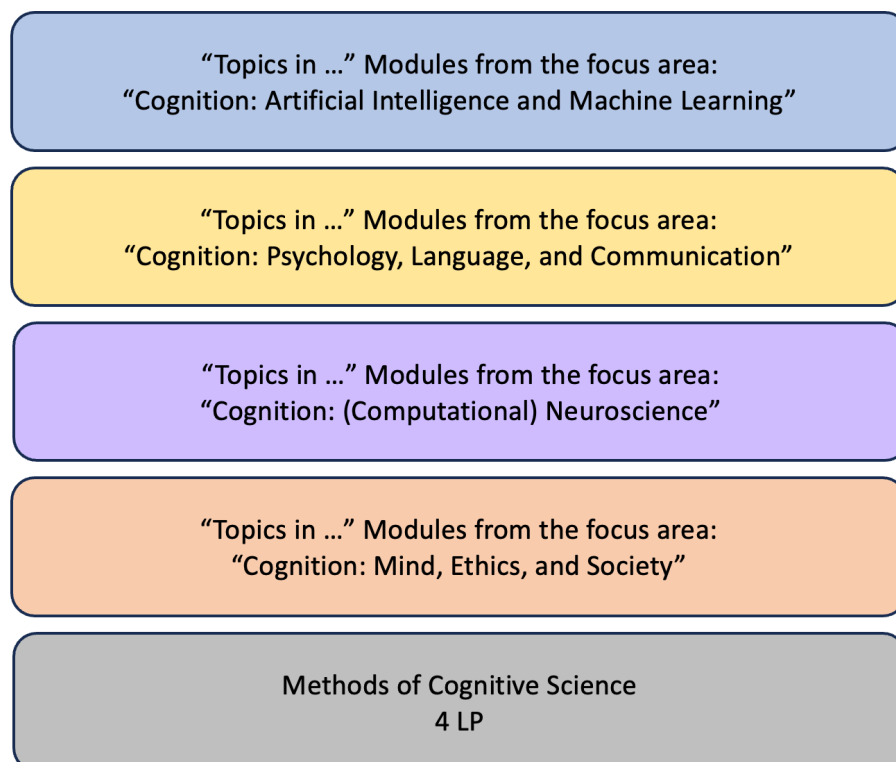 “Topics in …” Modules from the focus area:
“Cognition: Artificial Intelligence and Machine Learning”
“Topics in …” Modules from the focus area:
“Cognition: Psychology, Language, and Communication”
“Topics in …” Modules from the focus area:
“Cognition: (Computational) Neuroscience”
“Topics in …” Modules from the focus area:
“Cognition: Mind, Ethics, and Society”
Methods of Cognitive Science
4 LP